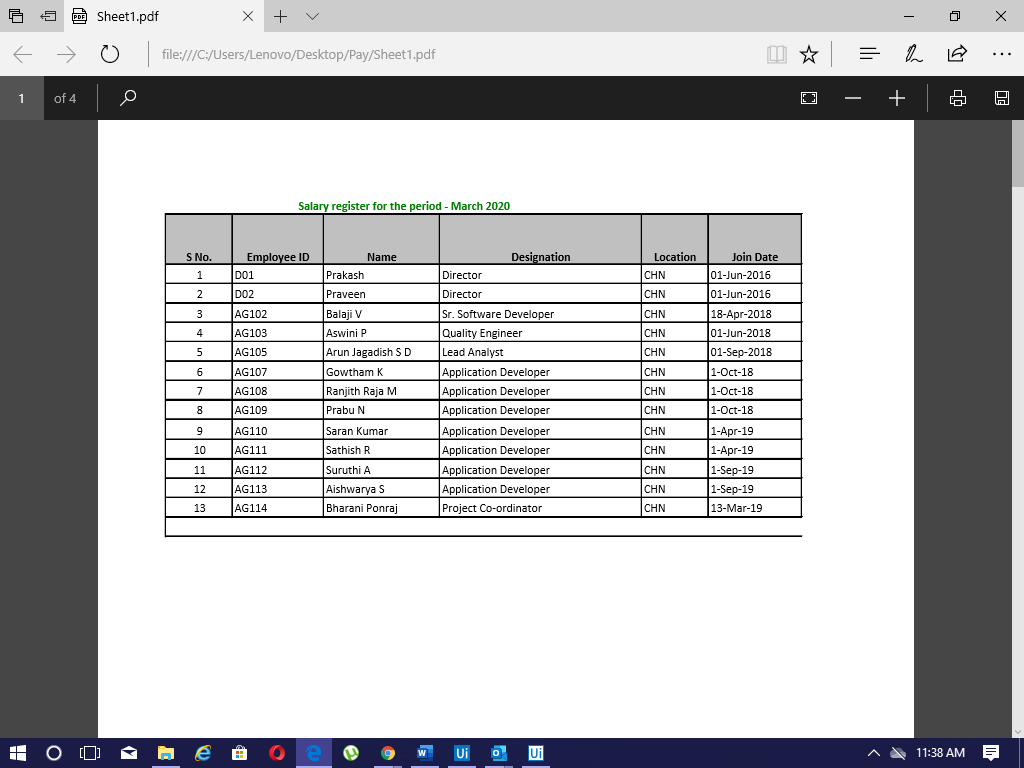 Sheet1.pdf
file:///C:/Users/Lenovo/Desktop/Pay/Sheet1.pdf
1 of 4
Salary register for the period - March 2020
S No. Employee ID Name Designation Location Join Date
1 D01 Prakash Director CHN 01-Jun-2016
2 D02 Praveen Director CHN 01-Jun-2016
3 AG102 Balaji V Sr. Software Developer CHN 18-Apr-2018
4 AG103 Aswini P Quality Engineer CHN 01-Jun-2018
5 AG105 Arun Jagadish S D Lead Analyst CHN 01-Sep-2018
6 AG107 Gowtham K Application Developer CHN 1-Oct-18
7 AG108 Ranjith Raja M Application Developer CHN 1-Oct-18
8 AG109 Prabu N Application Developer CHN 1-Oct-18
9 AG110 Saran Kumar Application Developer CHN 1-Apr-19
10 AG111 Sathish R Application Developer CHN 1-Apr-19
11 AG112 Suruthi A Application Developer CHN 1-Sep-19
12 AG113 Aishwarya S Application Developer CHN 1-Sep-19
13 AG114 Bharani Ponraj Project Co-ordinator CHN 13-Mar-19
Ui Ui 11:38 AM